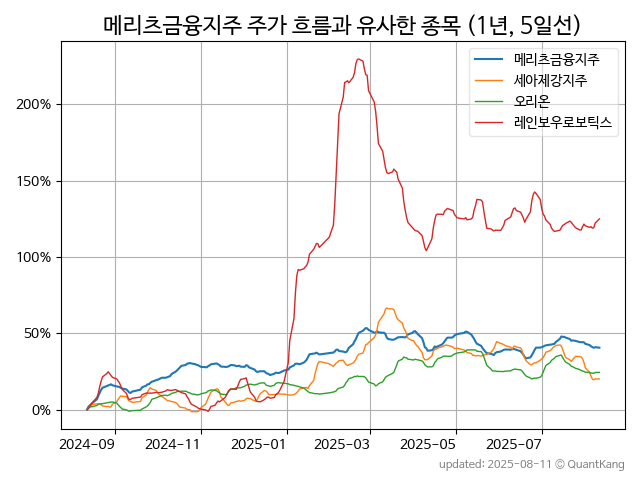 메리츠금융지주 주가 흐름과 유사한 종목 (1년, 5일선)
메리츠금융지주
세아제강지주
오리온
레인보우로보틱스
200%
150%
100%
50%
0%
2024-09 2024-11 2025-01 2025-03 2025-05 2025-07
updated: 2025-08-11 © QuantKang